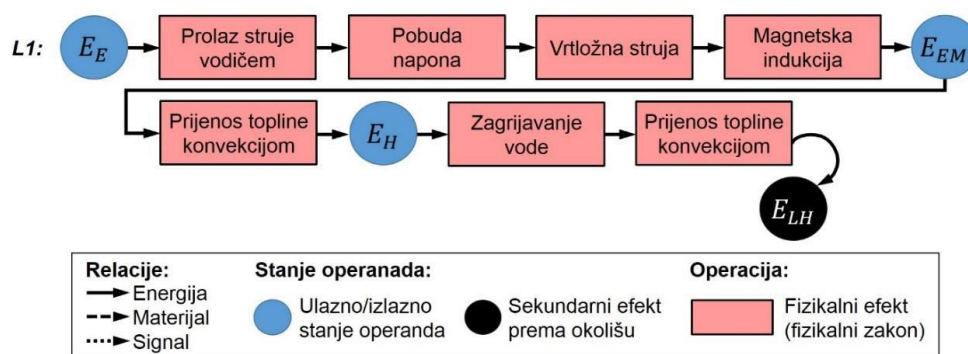 L1:
E_E
Prolaz struje
vodičem
Pobuda
napona
Vrtložna struja
Magnetska
indukcija
E_EM
Prijenos topline
konvekcijom
E_H
Zagrijavanje
vode
Prijenos topline
konvekcijom
E_LH
Relacije:
Energija
Materijal
Signal
Stanje operanada:
Ulazno/izlazno
stanje operanda
Sekundarni efekt
prema okolišu
Operacija:
Fizikalni efekt
(fizikalni zakon)